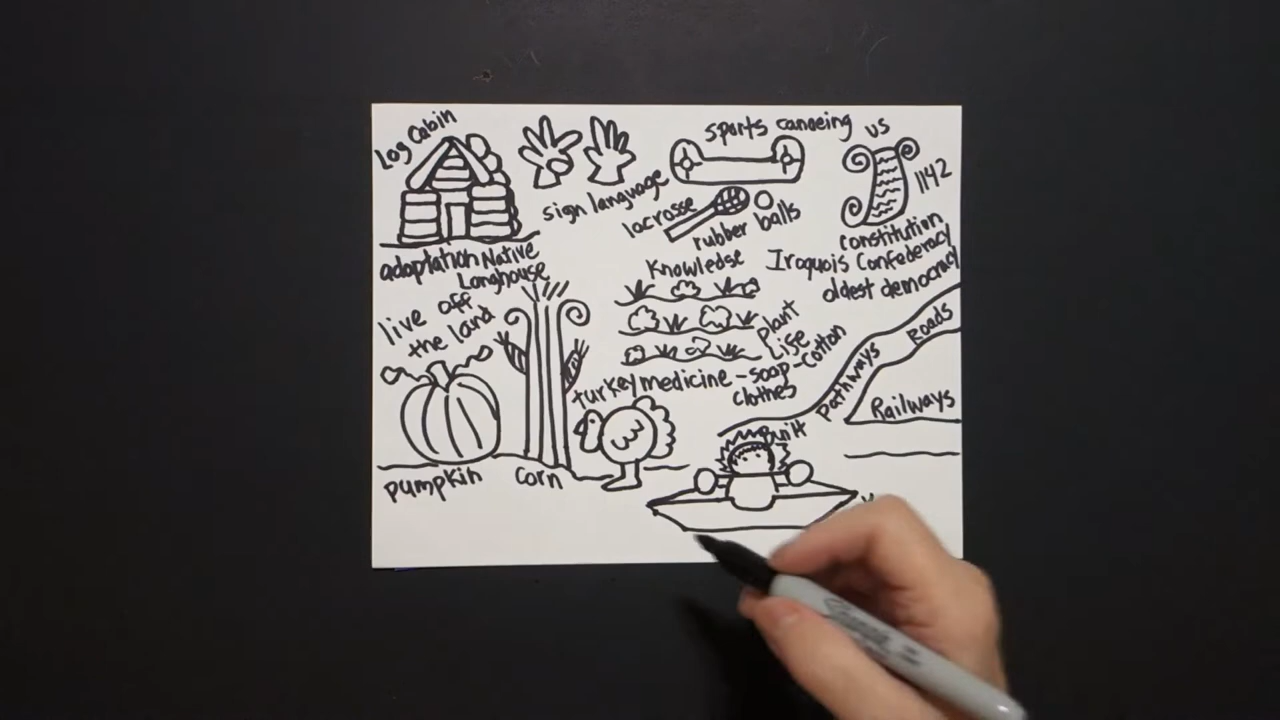 Log Cabin
sports canoeing
US
1142
sign language
lacrosse
rubber balls
constitution
Iroquois Confederacy
oldest democracy
adaptation Native
Longhouse
Knowledge
live off
the land
Plant
Life
turkey medicine - soap - cotton
clothes
Pathways Roads
Railways
Built
pumpkin
corn